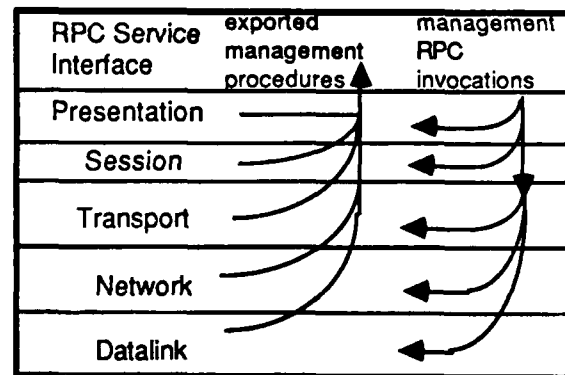 RPC Service
Interface
exported
management
procedures
management
RPC
invocations
Presentation
Session
Transport
Network
Datalink